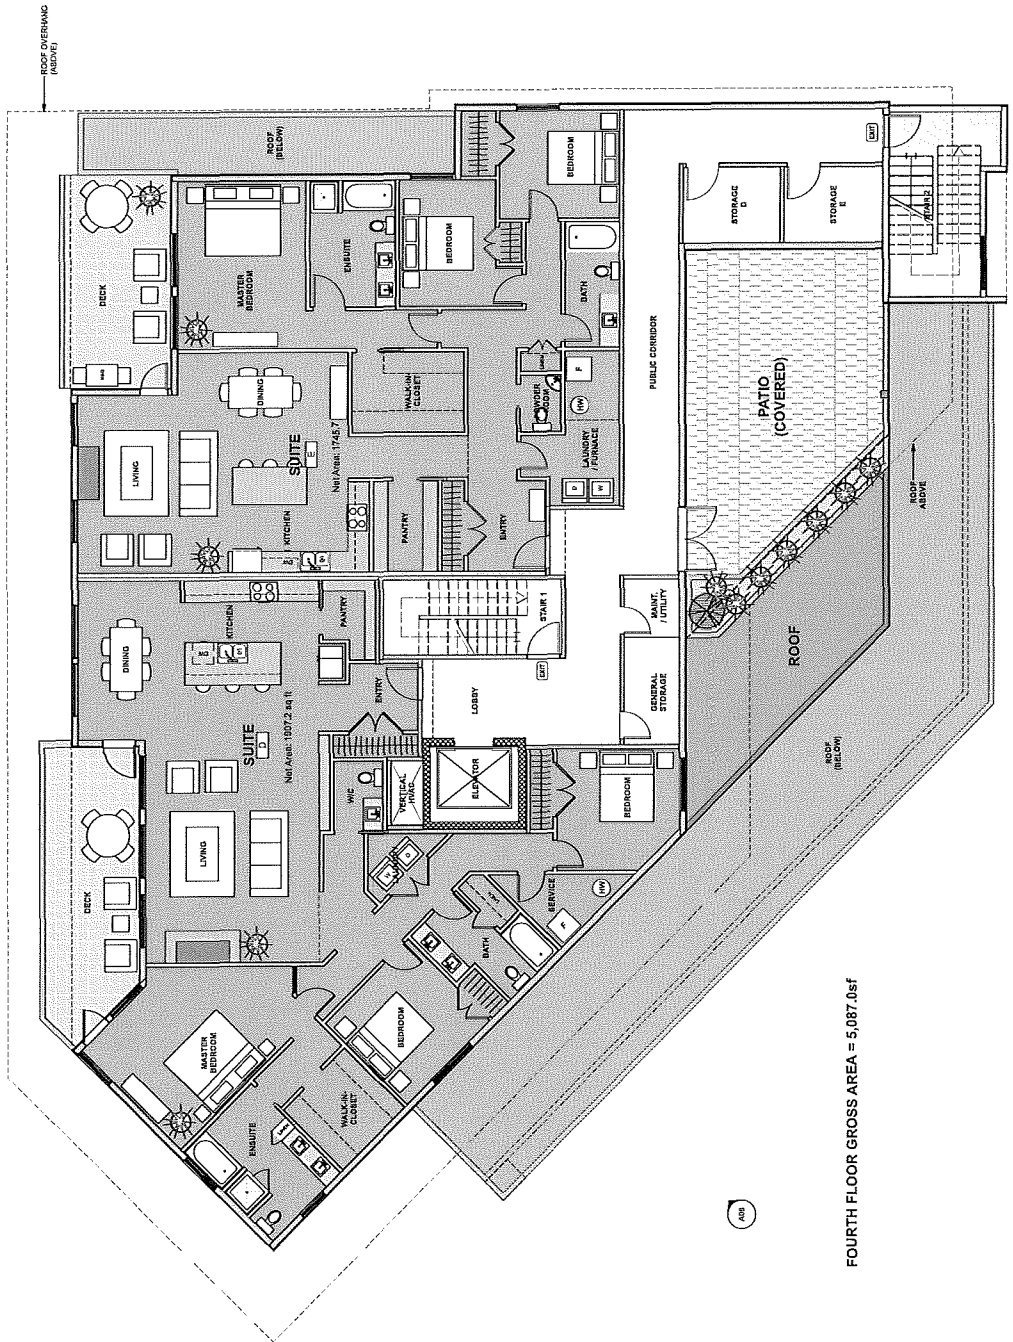 ROOF OVERHANG
(ABOVE)
ROOF
(BELOW)
DECK
BBQ
MASTER
BEDROOM
ENSUITE
BEDROOM
BEDROOM
BATH
LINEN
POWDER
ROOM
WALK-IN-
CLOSET
DINING
LIVING
SUITE
E
Net Area: 1745.7
KITCHEN
PANTRY
ENTRY
LAUNDRY
/ FURNACE
HW
F
D
W
PUBLIC CORRIDOR
EXIT
STORAGE
D
STORAGE
E
STAIR 2
PATIO
(COVERED)
ROOF
ABOVE
ROOF
ROOF
(BELOW)
STAIR 1
EXIT
MAINT.
/ UTILITY
GENERAL
STORAGE
LOBBY
ELEVATOR
VERTICAL
HVAC
DINING
KITCHEN
PANTRY
ENTRY
SUITE
D
Net Area: 1907.2 sq ft
DECK
LIVING
W/C
W
D
BEDROOM
SERVICE
HW
F
LINEN
BATH
BEDROOM
MASTER
BEDROOM
WALK-IN-
CLOSET
ENSUITE
A06
FOURTH FLOOR GROSS AREA = 5,087.0sf